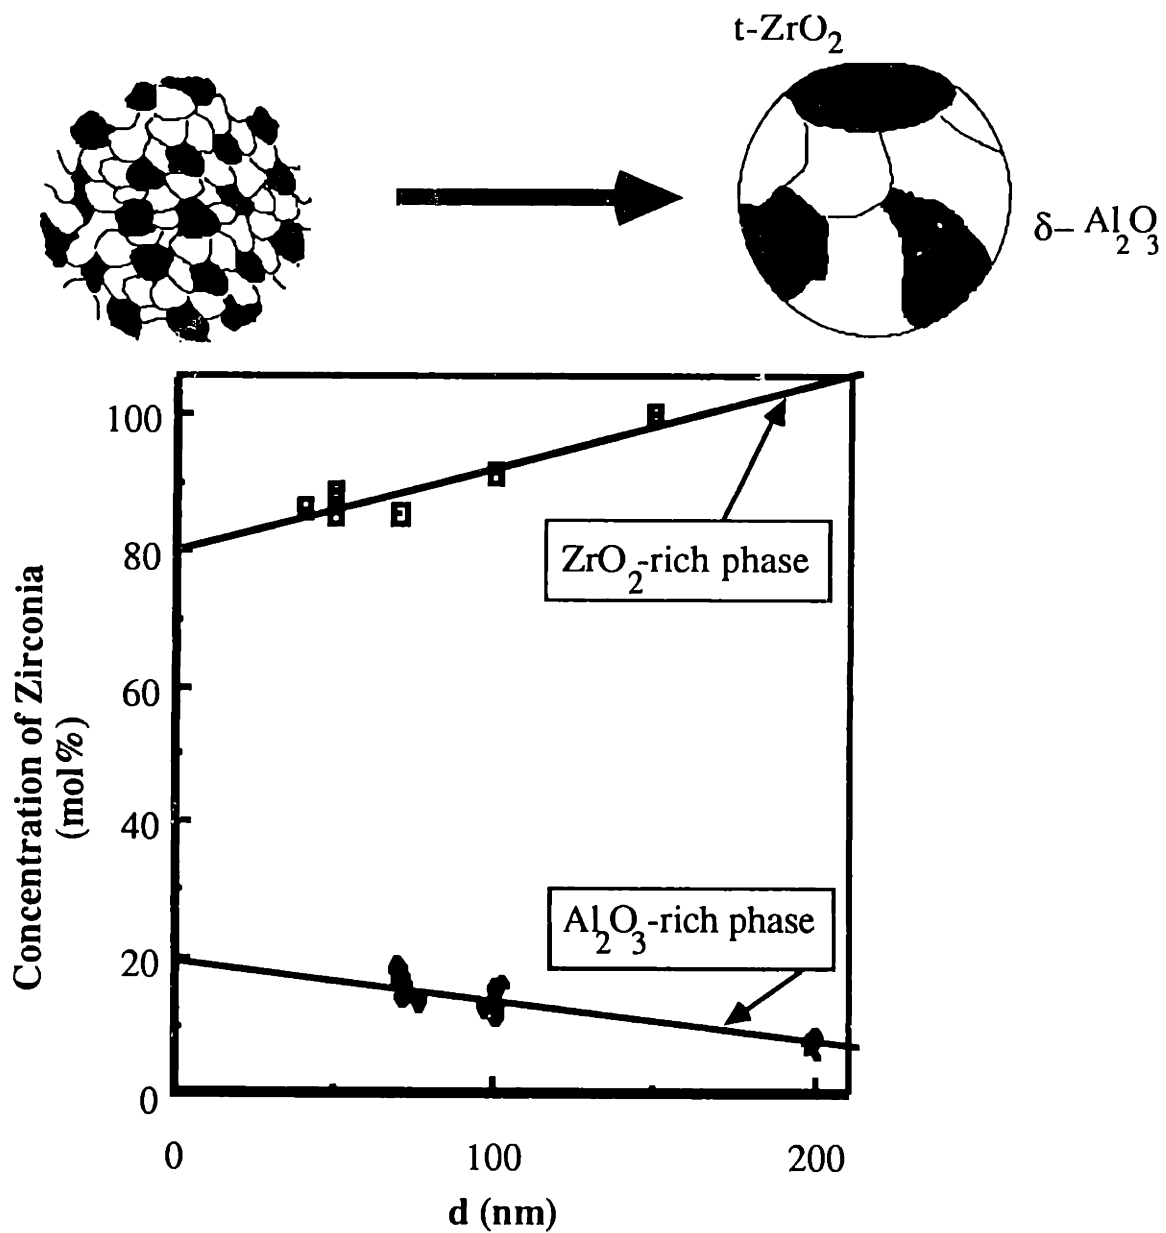 t-ZrO2
δ– Al2O3
100
80
60
40
20
0
Concentration of Zirconia
(mol%)
ZrO2-rich phase
Al2O3-rich phase
0 100 200
d (nm)